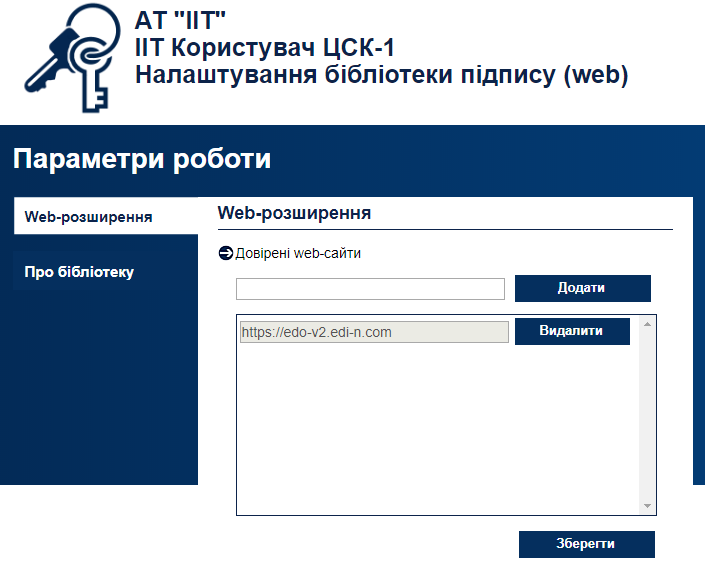 АТ "ІІТ"
ІІТ Користувач ЦСК-1
Налаштування бібліотеки підпису (web)
Параметри роботи
Web-розширення
Про бібліотеку
Web-розширення
Довірені web-сайти
Додати
https://edo-v2.edi-n.com
Видалити
Зберегти